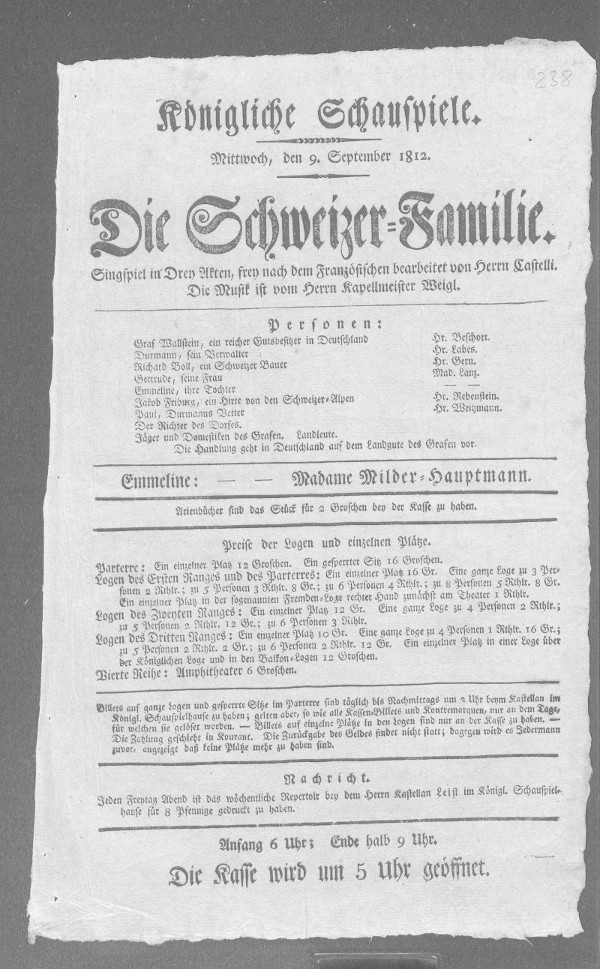 238
Königliche Schauspiele.
Mittwoch, den 9. September 1812.
Die Schweizer-Familie.
Singspiel in Drey Akten, frey nach dem Französischen bearbeitet von Herrn Castelli.
Die Musik ist vom Herrn Kapellmeister Weigl.
Personen:
Graf Wallstein, ein reicher Gutsbesitzer in Deutschland Hr. Beschort.
Durmann, sein Verwalter Hr. Labes.
Richard Boll, ein Schweizer Bauer Hr. Gern.
Gertrude, seine Frau Mad. Lanz.
Emmeline, ihre Tochter — —
Jakob Friburg, ein Hirte von den Schweizer-Alpen Hr. Rebenstein.
Paul, Durmanns Vetter Hr. Weitzmann.
Der Richter des Dorfes.
Jäger und Domestiken des Grafen. Landleute.
Die Handlung geht in Deutschland auf dem Landgute des Grafen vor.
Emmeline: — — Madame Milder-Hauptmann.
Arienbücher sind das Stück für 2 Groschen bey der Kasse zu haben.
Preise der Logen und einzelnen Plätze.
Parterre: Ein einzelner Platz 12 Groschen. Ein gesperrter Sitz 16 Groschen.
Logen des Ersten Ranges und des Parterres: Ein einzelner Platz 16 Gr. Eine ganze Loge zu 3 Per-
sonen 2 Rthlr.; zu 5 Personen 3 Rthlr. 8 Gr.; zu 6 Personen 4 Rthlr.; zu 8 Personen 5 Rthlr. 8 Gr.
Ein einzelner Platz in der sogenannten Fremden-Loge rechter Hand zunächst am Theater 1 Rthlr.
Logen des Zweyten Ranges: Ein einzelner Platz 12 Gr. Eine ganze Loge zu 4 Personen 2 Rthlr.;
zu 5 Personen 2 Rthlr. 12 Gr.; zu 6 Personen 3 Rthlr.
Logen des Dritten Ranges: Ein einzelner Platz 10 Gr. Eine ganze Loge zu 4 Personen 1 Rthlr. 16 Gr.;
zu 5 Personen 2 Rthlr. 2 Gr.; zu 6 Personen 2 Rthlr. 12 Gr. Ein einzelner Platz in einer Loge über
der Königlichen Loge und in den Balkon-Logen 12 Groschen.
Vierte Reihe: Amphitheater 6 Groschen.
Billets auf ganze Logen und gesperrte Sitze im Parterre sind täglich bis Nachmittags um 2 Uhr beym Kastellan im
Königl. Schauspielhause zu haben; gelten aber, so wie alle Kassen-Billets und Kontremarquen, nur an dem Tage,
für welchen sie gelöset worden. — Billets auf einzelne Plätze in den Logen sind nur an der Kasse zu haben. —
Die Zahlung geschieht in Kourant. Die Zurückgabe des Geldes findet nicht statt; dagegen wird es Jedermann
zuvor, angezeigt daß keine Plätze mehr zu haben sind.
Nachricht.
Jeden Freytag Abend ist das wöchentliche Repertoir bey dem Herrn Kastellan Leist im Königl. Schauspiel-
hause für 8 Pfennige gedruckt zu haben.
Anfang 6 Uhr; Ende halb 9 Uhr.
Die Kasse wird um 5 Uhr geöffnet.